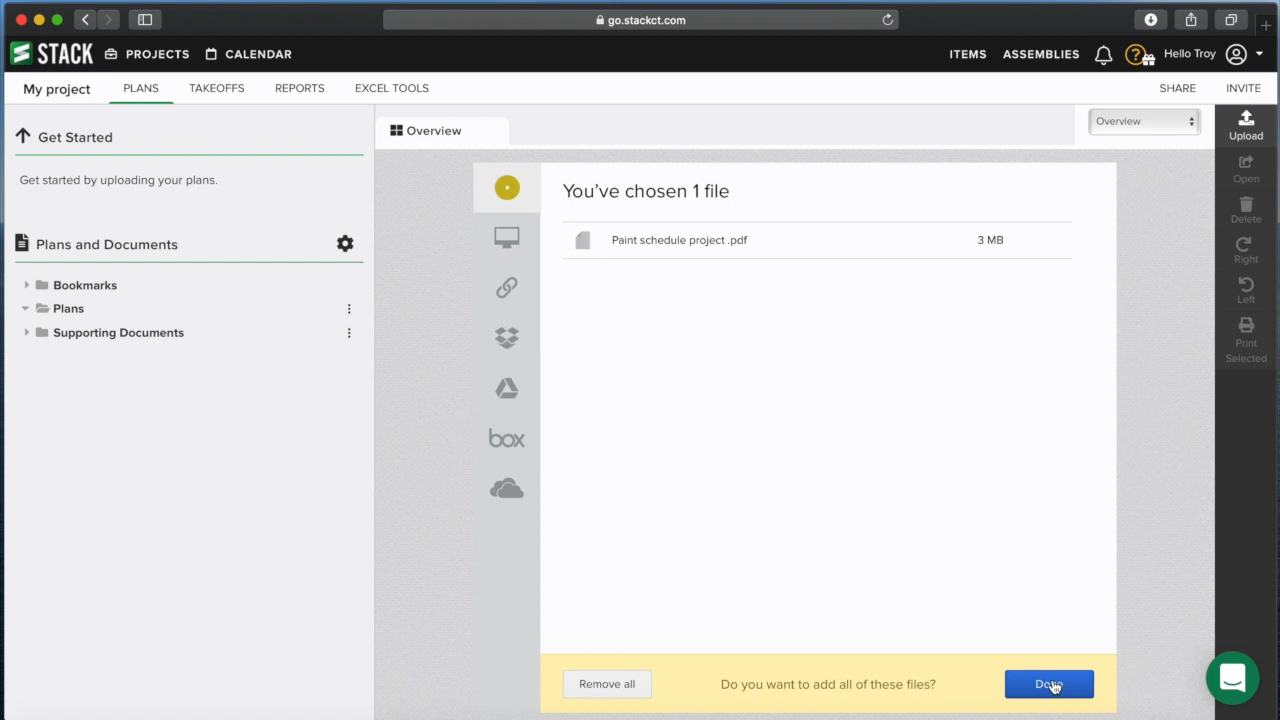 go.stackct.com
STACK PROJECTS CALENDAR ITEMS ASSEMBLIES Hello Troy
My project PLANS TAKEOFFS REPORTS EXCEL TOOLS SHARE INVITE
Get Started
Get started by uploading your plans.
Plans and Documents
Bookmarks
Plans
Supporting Documents
Overview
Overview
You've chosen 1 file
Paint schedule project .pdf 3 MB
box
Remove all Do you want to add all of these files?
Upload
Open
Delete
Right
Left
Print
Selected